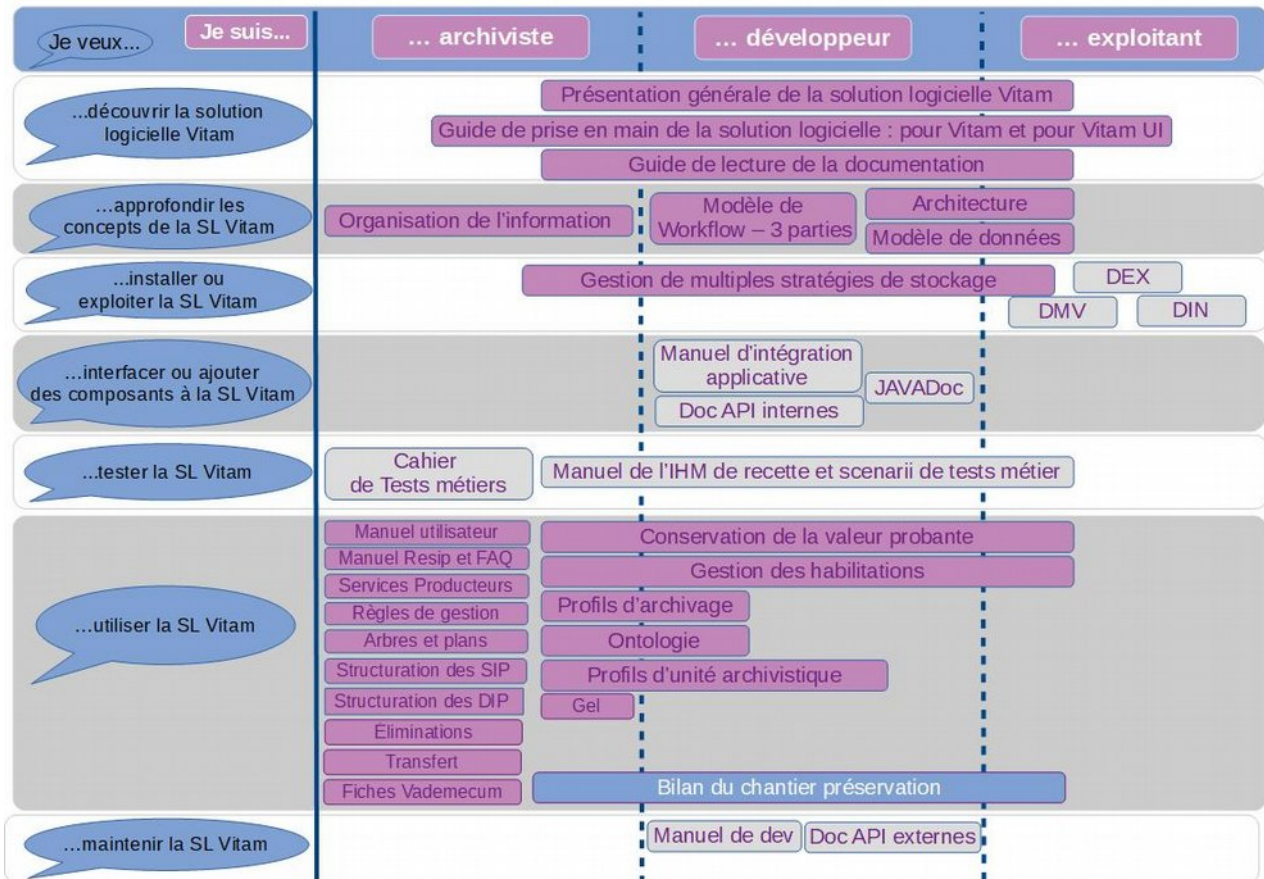 Je veux...
Je suis...
... archiviste
... développeur
... exploitant
...découvrir la solution
logicielle Vitam
Présentation générale de la solution logicielle Vitam
Guide de prise en main de la solution logicielle : pour Vitam et pour Vitam UI
Guide de lecture de la documentation
...approfondir les
concepts de la SL Vitam
Organisation de l'information
Modèle de
Workflow – 3 parties
Architecture
Modèle de données
...installer ou
exploiter la SL Vitam
Gestion de multiples stratégies de stockage
DEX
DMV
DIN
...interfacer ou ajouter
des composants à la SL Vitam
Manuel d'intégration
applicative
Doc API internes
JAVADoc
...tester la SL Vitam
Cahier
de Tests métiers
Manuel de l'IHM de recette et scenarii de tests métier
...utiliser la SL Vitam
Manuel utilisateur
Manuel Resip et FAQ
Services Producteurs
Règles de gestion
Arbres et plans
Structuration des SIP
Structuration des DIP
Éliminations
Transfert
Fiches Vademecum
Conservation de la valeur probante
Gestion des habilitations
Profils d'archivage
Ontologie
Profils d'unité archivistique
Gel
Bilan du chantier préservation
...maintenir la SL Vitam
Manuel de dev
Doc API externes